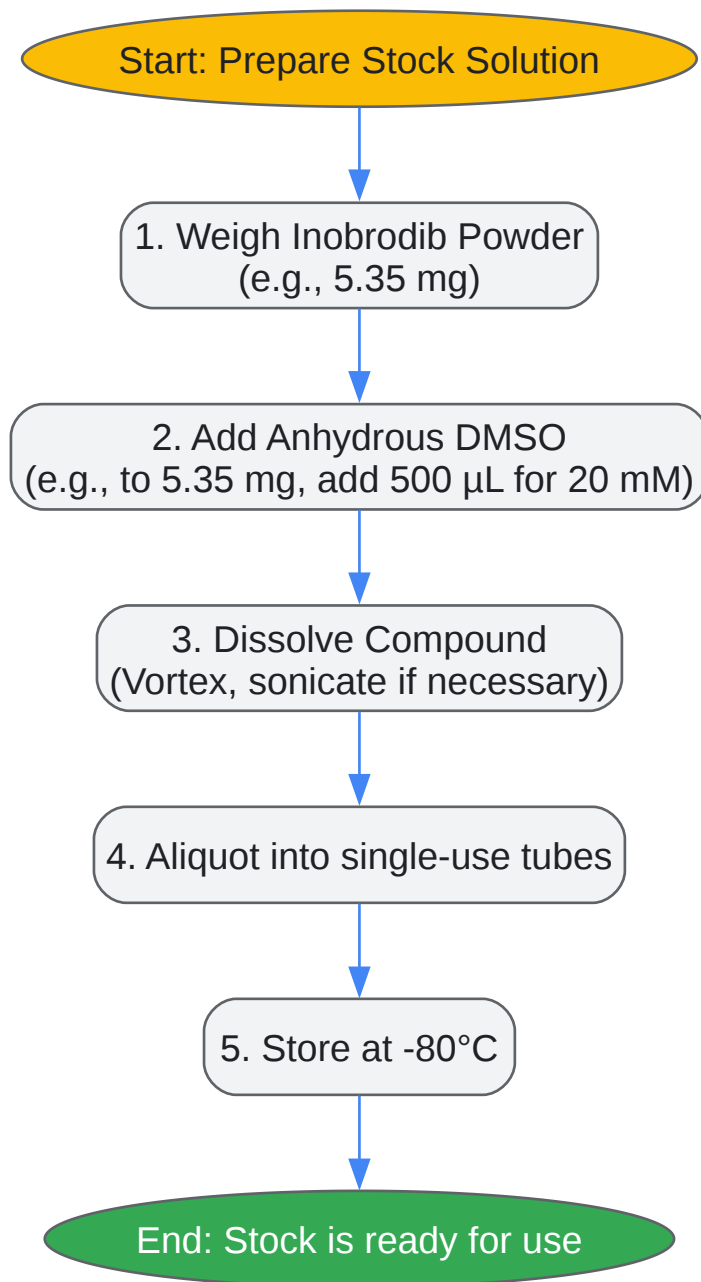 Start: Prepare Stock Solution
1. Weigh Inobrodib Powder
(e.g., 5.35 mg)
2. Add Anhydrous DMSO
(e.g., to 5.35 mg, add 500 µL for 20 mM)
3. Dissolve Compound
(Vortex, sonicate if necessary)
4. Aliquot into single-use tubes
5. Store at -80°C
End: Stock is ready for use